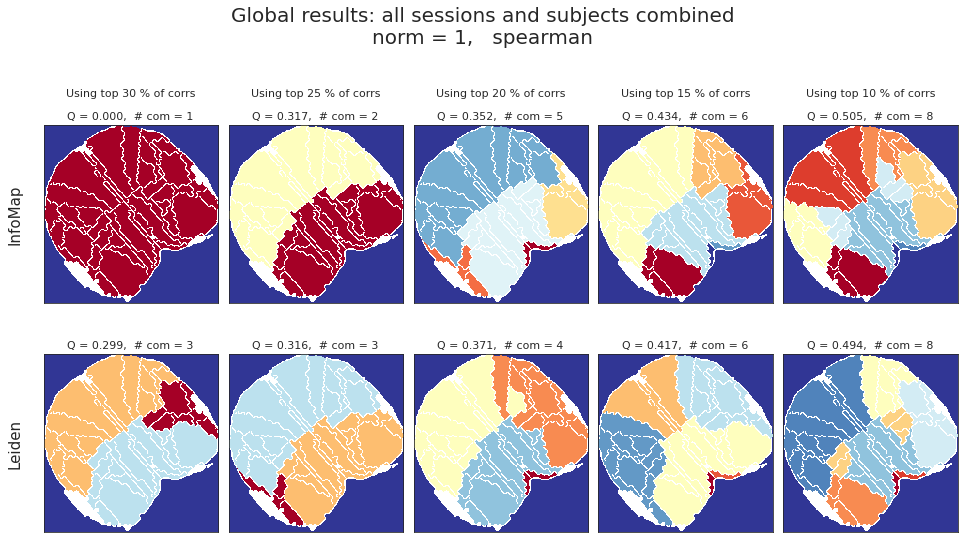 Global results: all sessions and subjects combined
norm = 1,   spearman
Using top 30 % of corrs
Using top 25 % of corrs
Using top 20 % of corrs
Using top 15 % of corrs
Using top 10 % of corrs
Q = 0.000,  # com = 1
Q = 0.317,  # com = 2
Q = 0.352,  # com = 5
Q = 0.434,  # com = 6
Q = 0.505,  # com = 8
InfoMap
Q = 0.299,  # com = 3
Q = 0.316,  # com = 3
Q = 0.371,  # com = 4
Q = 0.417,  # com = 6
Q = 0.494,  # com = 8
Leiden